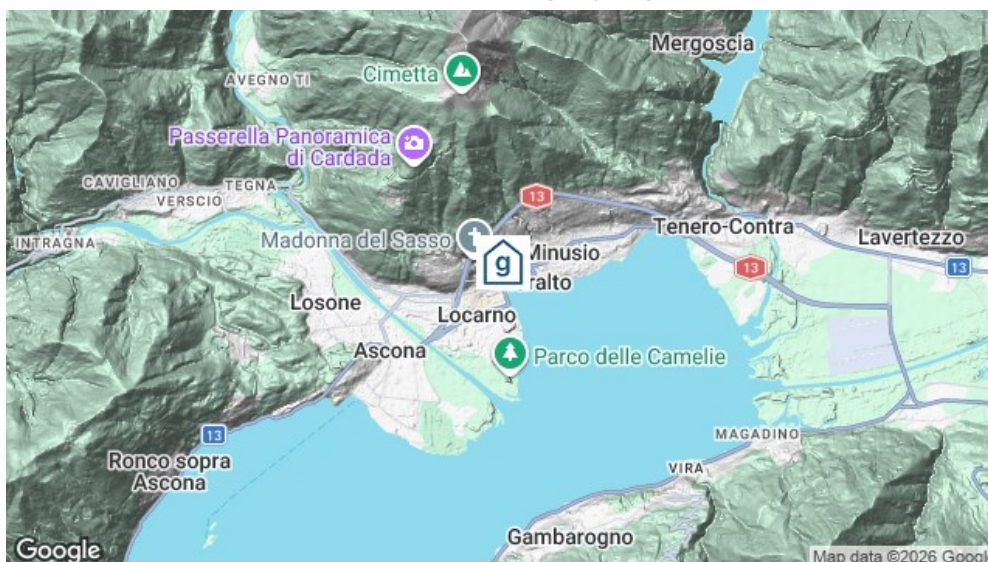 Mergoscia
Cimetta
AVEGNO TI
Passerella Panoramica
di Cardada
CAVIGLIANO
TEGNA
VERSCIO
13
Madonna del Sasso
Tenero-Contra
INTRAGNA
Lavertezzo
g
Minusio
13
13
ralto
Losone
Locarno
Ascona
Parco delle Camelie
13
MAGADINO
Ronco sopra
Ascona
VIRA
Gambarogno
Google
Map data ©2026 Google